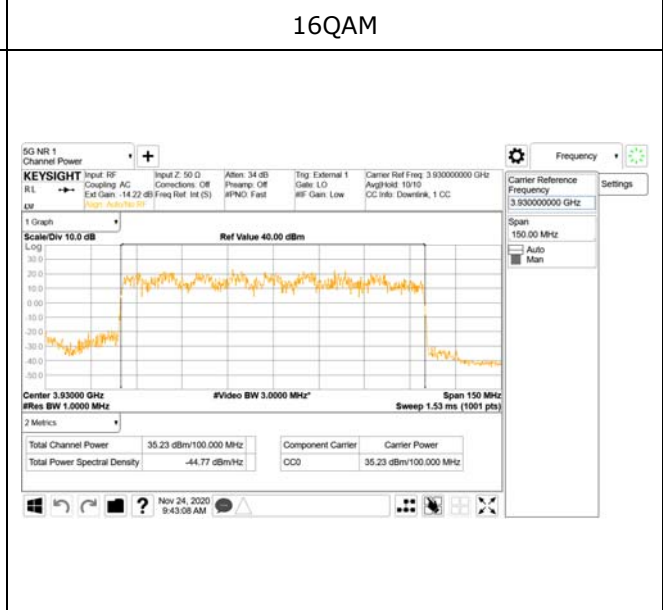 16QAM
5G NR 1
Channel Power
KEYSIGHT
RL
Input: RF
Coupling: AC
Ext Gain: -14.22 dB
Align: Auto/No RF
Input Z: 50 Ω
Corrections: Off
Freq Ref: Int (S)
Atten: 34 dB
Preamp: Off
#PNO: Fast
Trig: External 1
Gate: LO
#IF Gain: Low
Carrier Ref Freq: 3.930000000 GHz
Avg|Hold: 10/10
CC Info: Downlink, 1 CC
Frequency
Carrier Reference
Frequency
3.930000000 GHz
Settings
Span
150.00 MHz
Auto
Man
1 Graph
Scale/Div 10.0 dB
Ref Value 40.00 dBm
Log
30.0
20.0
10.0
0.00
-10.0
-20.0
-30.0
-40.0
-50.0
Center 3.93000 GHz
#Video BW 3.0000 MHz*
Span 150 MHz
#Res BW 1.0000 MHz
Sweep 1.53 ms (1001 pts)
2 Metrics
Total Channel Power 35.23 dBm/100.000 MHz
Total Power Spectral Density -44.77 dBm/Hz
Component Carrier Carrier Power
CC0 35.23 dBm/100.000 MHz
?
Nov 24, 2020
9:43:08 AM